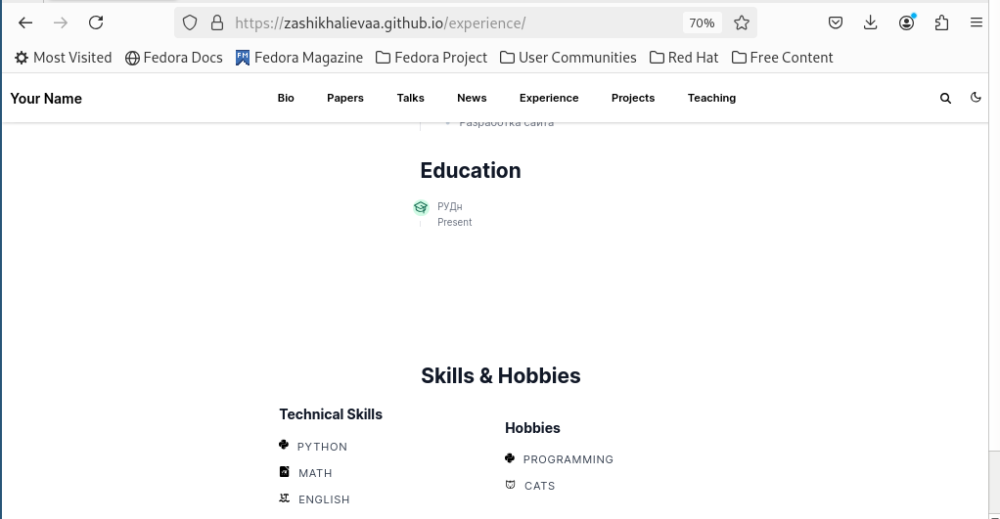 https://zashikhalievaa.github.io/experience/ 70%
Most Visited Fedora Docs Fedora Magazine Fedora Project User Communities Red Hat Free Content
Your Name Bio Papers Talks News Experience Projects Teaching
Разработка сайта
Education
РУДн
Present
Skills & Hobbies
Technical Skills
Hobbies
PYTHON
PROGRAMMING
MATH
CATS
ENGLISH